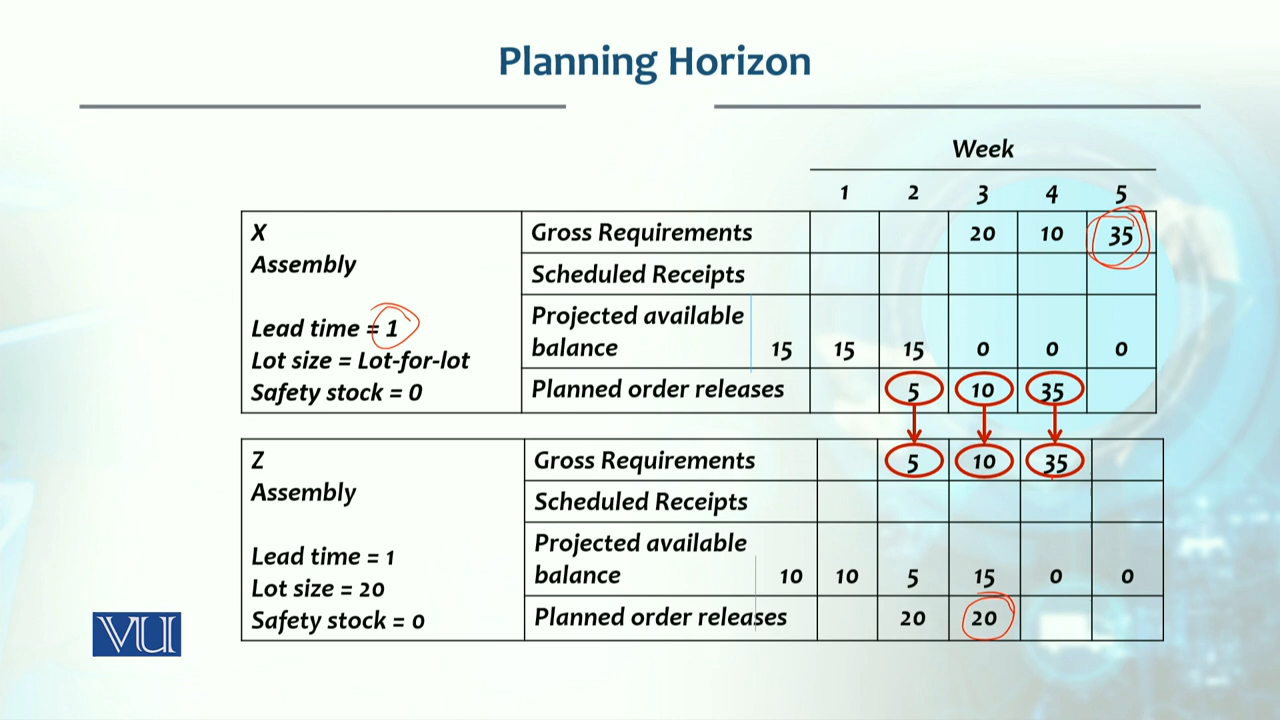 Planning Horizon
Week
1 2 3 4 5
X
Assembly
Lead time = 1
Lot size = Lot-for-lot
Safety stock = 0
Gross Requirements 20 10 35
Scheduled Receipts
Projected available
balance 15 15 15 0 0 0
Planned order releases 5 10 35
Z
Assembly
Lead time = 1
Lot size = 20
Safety stock = 0
Gross Requirements 5 10 35
Scheduled Receipts
Projected available
balance 10 10 5 15 0 0
Planned order releases 20 20
VU